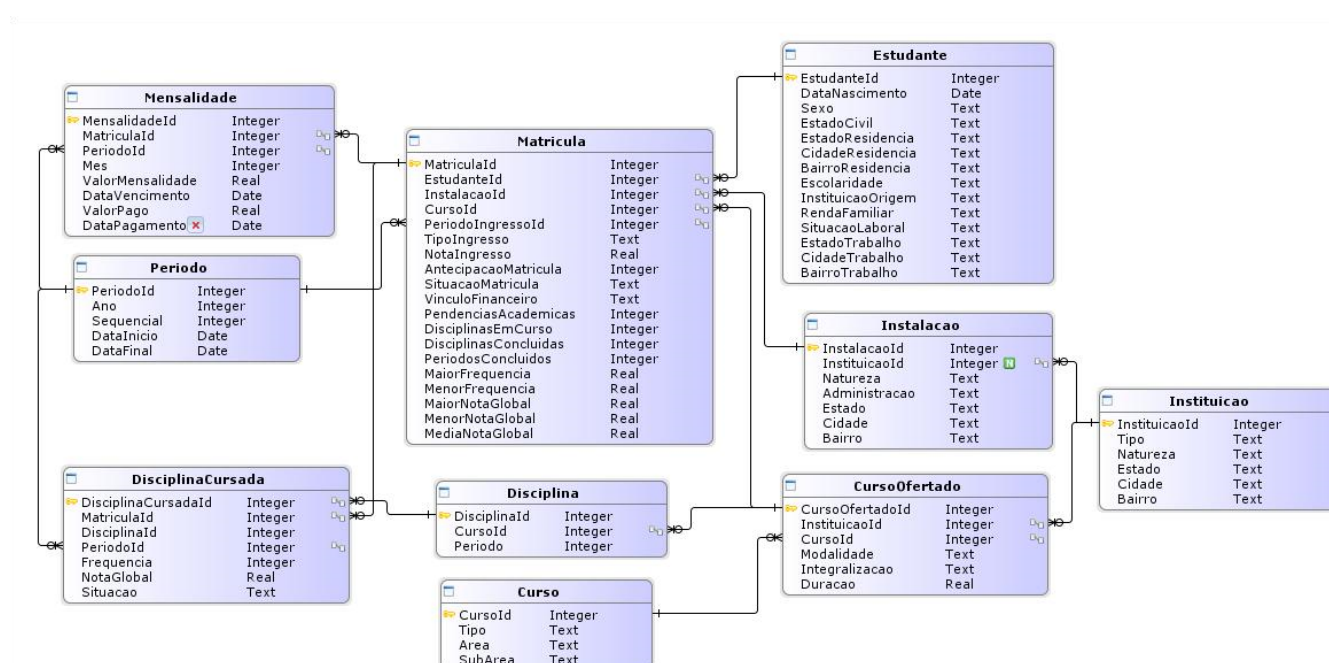 Mensalidade
MensalidadeId Integer
MatriculaId Integer
PeriodoId Integer
Mes Integer
ValorMensalidade Real
DataVencimento Date
ValorPago Real
DataPagamento Date
Periodo
PeriodoId Integer
Ano Integer
Sequencial Integer
DataInicio Date
DataFinal Date
DisciplinaCursada
DisciplinaCursadaId Integer
MatriculaId Integer
DisciplinaId Integer
PeriodoId Integer
Frequencia Integer
NotaGlobal Real
Situacao Text
Matricula
MatriculaId Integer
EstudanteId Integer
InstalacaoId Integer
CursoId Integer
PeriodoIngressoId Integer
TipoIngresso Text
NotaIngresso Real
AntecipacaoMatricula Integer
SituacaoMatricula Text
VinculoFinanceiro Text
PendenciasAcademicas Integer
DisciplinasEmCurso Integer
DisciplinasConcluidas Integer
PeriodosConcluidos Integer
MaiorFrequencia Real
MenorFrequencia Real
MaiorNotaGlobal Real
MenorNotaGlobal Real
MediaNotaGlobal Real
Disciplina
DisciplinaId Integer
CursoId Integer
Periodo Integer
Curso
CursoId Integer
Tipo Text
Area Text
SubArea Text
Estudante
EstudanteId Integer
DataNascimento Date
Sexo Text
EstadoCivil Text
EstadoResidencia Text
CidadeResidencia Text
BairroResidencia Text
Escolaridade Text
InstituicaoOrigem Text
RendaFamiliar Text
SituacaoLaboral Text
EstadoTrabalho Text
CidadeTrabalho Text
BairroTrabalho Text
Instalacao
InstalacaoId Integer
InstituicaoId Integer N
Natureza Text
Administracao Text
Estado Text
Cidade Text
Bairro Text
CursoOfertado
CursoOfertadoId Integer
InstituicaoId Integer
CursoId Integer
Modalidade Text
Integralizacao Text
Duracao Real
Instituicao
InstituicaoId Integer
Tipo Text
Natureza Text
Estado Text
Cidade Text
Bairro Text